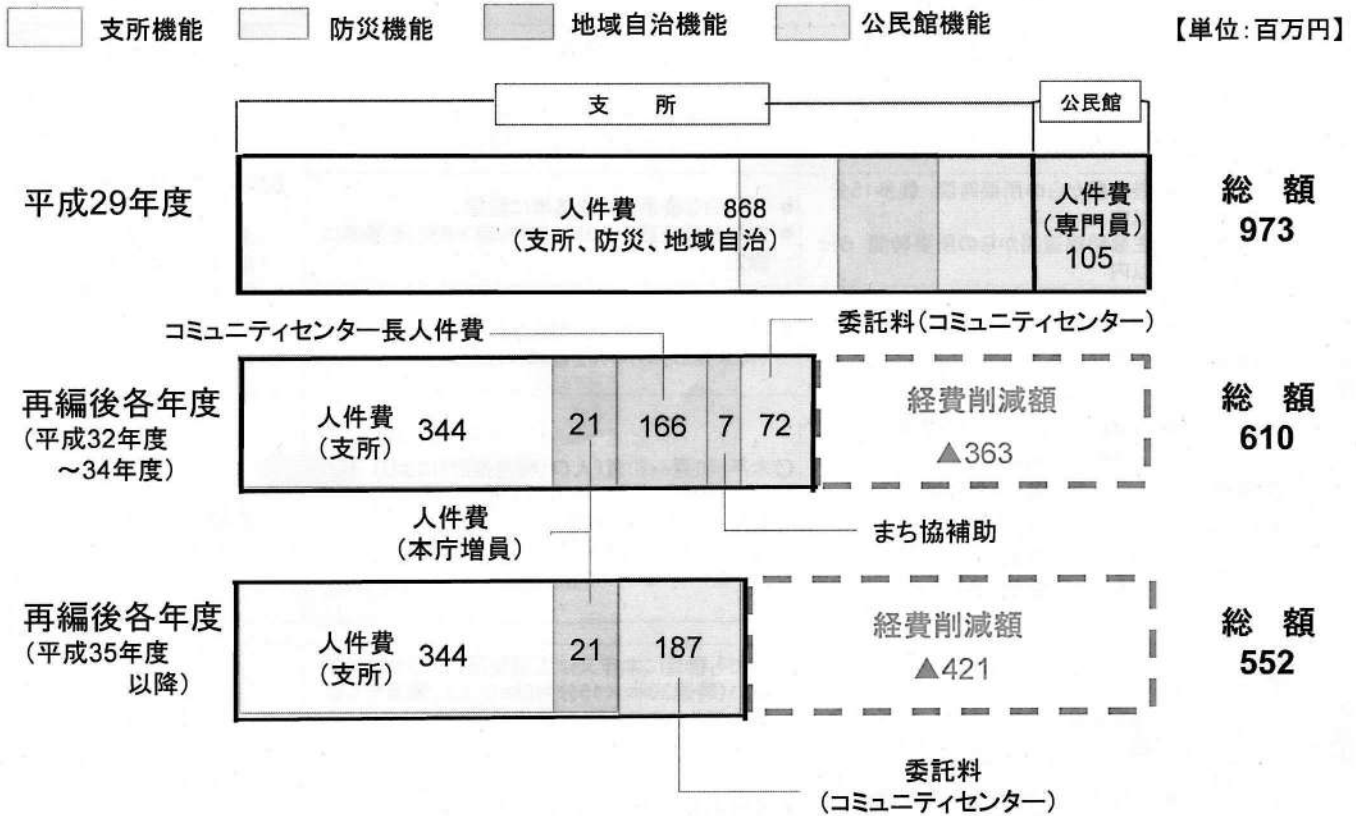 支所機能 防災機能 地域自治機能 公民館機能 【単位:百万円】
支 所 公民館
平成29年度
人件費 868
(支所、防災、地域自治)
人件費
(専門員)
105
総 額
973
コミュニティセンター長人件費
委託料(コミュニティセンター)
再編後各年度
(平成32年度
～34年度)
人件費
(支所)
344 21 166 7 72
経費削減額
▲363
総 額
610
人件費
(本庁増員)
まち協補助
再編後各年度
(平成35年度
以降)
人件費
(支所)
344 21 187
経費削減額
▲421
総 額
552
委託料
(コミュニティセンター)